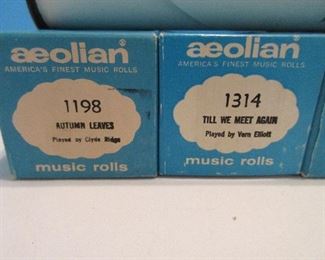 aeolian®
AMERICA'S FINEST MUSIC ROLLS
1198
AUTUMN LEAVES
Played by Clyde Ridge
music rolls
aeolian®
AMERICA'S FINEST MUSIC ROLLS
1314
TILL WE MEET AGAIN
Played by Vern Elliott
music rolls